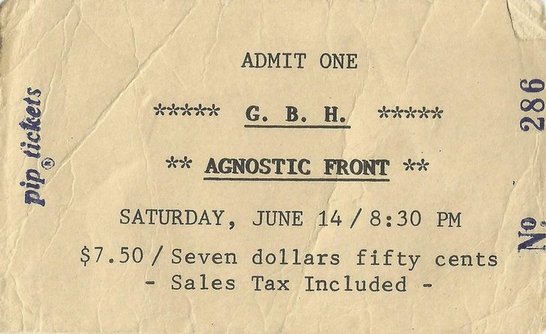 ADMIT ONE
***** G. B. H. *****
** AGNOSTIC FRONT **
SATURDAY, JUNE 14 / 8:30 PM
$7.50 / Seven dollars fifty cents
- Sales Tax Included -
pip tickets ®
No. 286